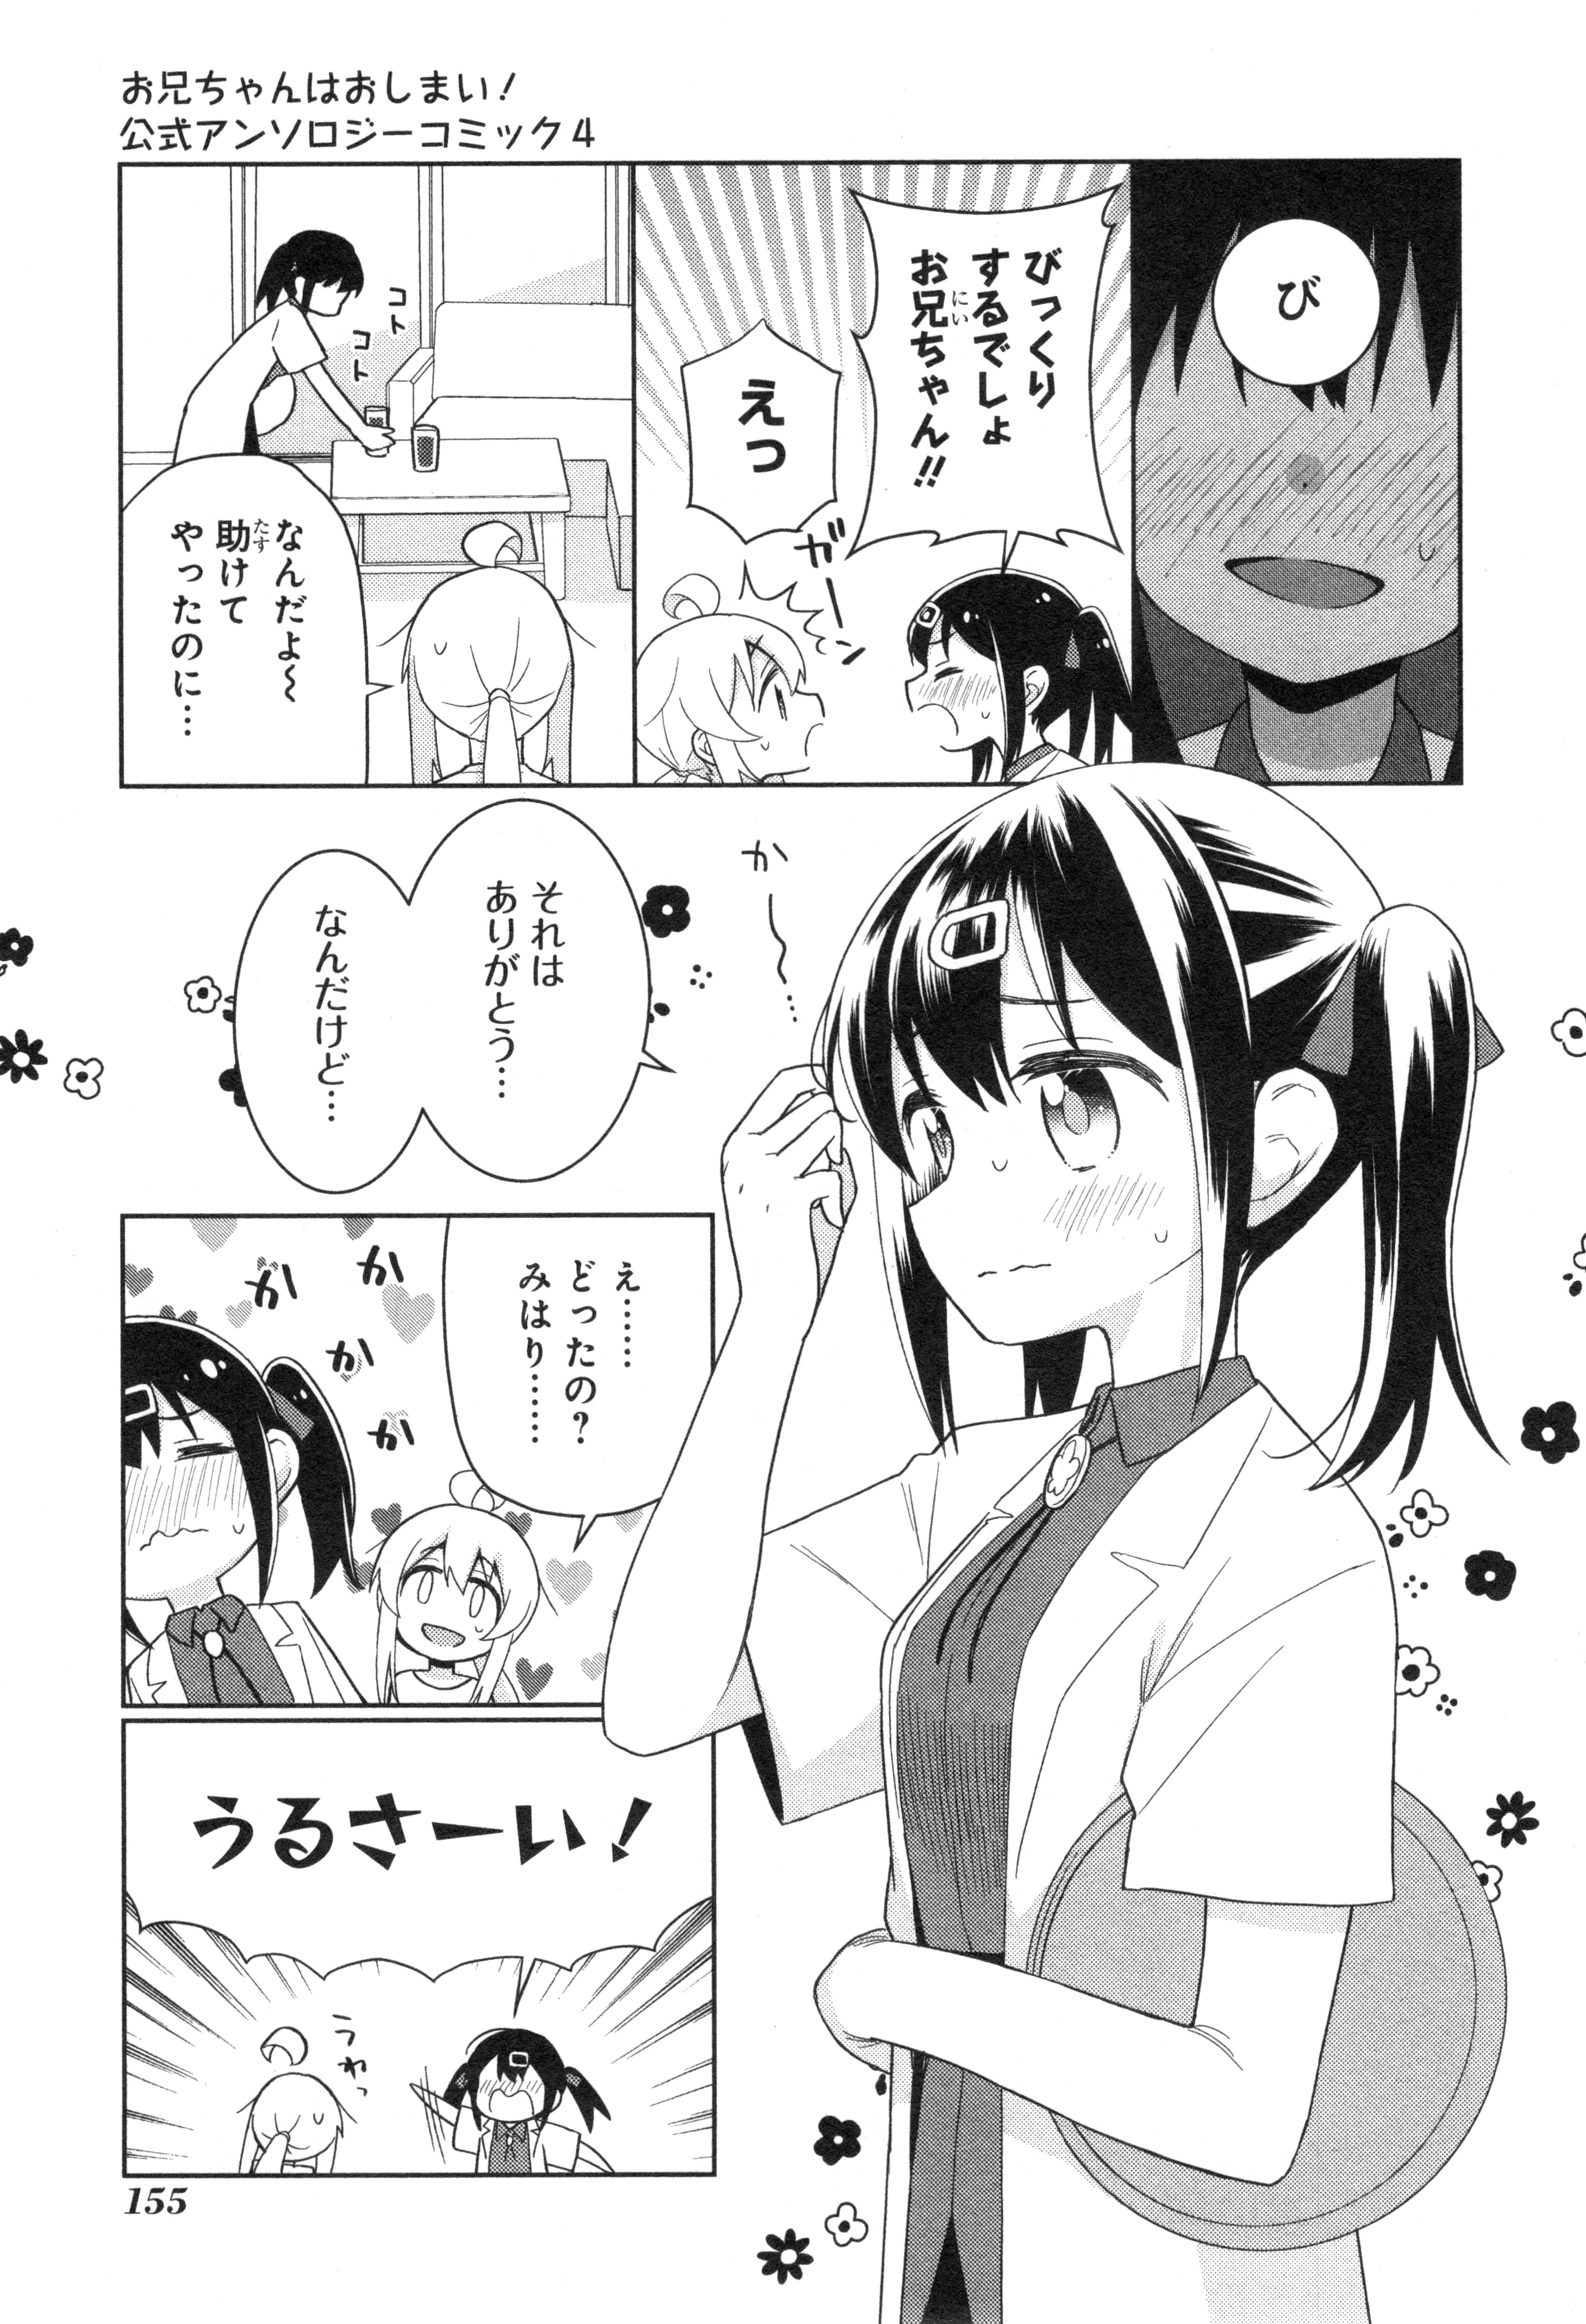 お兄ちゃんはおしまい!
公式アンソロジーコミック4
び
びっくり
するでしょ
お兄ちゃん!!
にい
えっ
ガーン
コト
コト
なんだよ〜
助けて
たす
やったのに…
か〜…
それは
ありがとう…
なんだけど…
え……
どったの?
みはり……
か
か
か
か
うるさーい!
うわっ
155